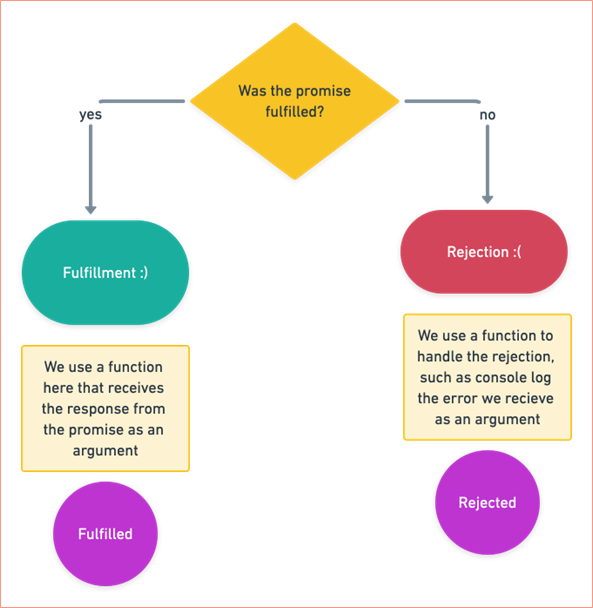 Was the promise
fulfilled?
yes
no
Fulfillment :)
Rejection :(
We use a function
here that receives
the response from
the promise as an
argument
We use a function to
handle the rejection,
such as console log
the error we recieve
as an argument
Fulfilled
Rejected